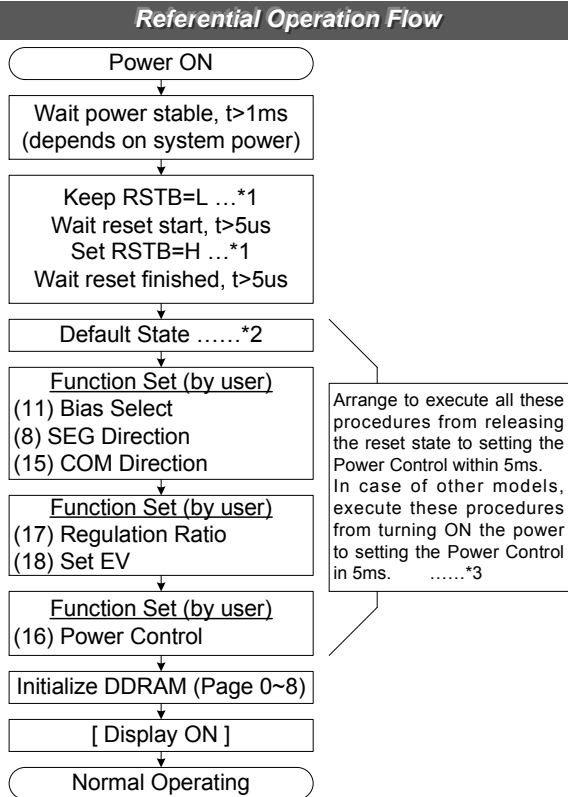 Referential Operation Flow
Power ON
Wait power stable, t>1ms
(depends on system power)
Keep RSTB=L …*1
Wait reset start, t>5us
Set RSTB=H …*1
Wait reset finished, t>5us
Default State ……*2
Function Set (by user)
(11) Bias Select
(8) SEG Direction
(15) COM Direction
Function Set (by user)
(17) Regulation Ratio
(18) Set EV
Function Set (by user)
(16) Power Control
Arrange to execute all these
procedures from releasing
the reset state to setting the
Power Control within 5ms.
In case of other models,
execute these procedures
from turning ON the power
to setting the Power Control
in 5ms. ……*3
Initialize DDRAM (Page 0~8)
[ Display ON ]
Normal Operating